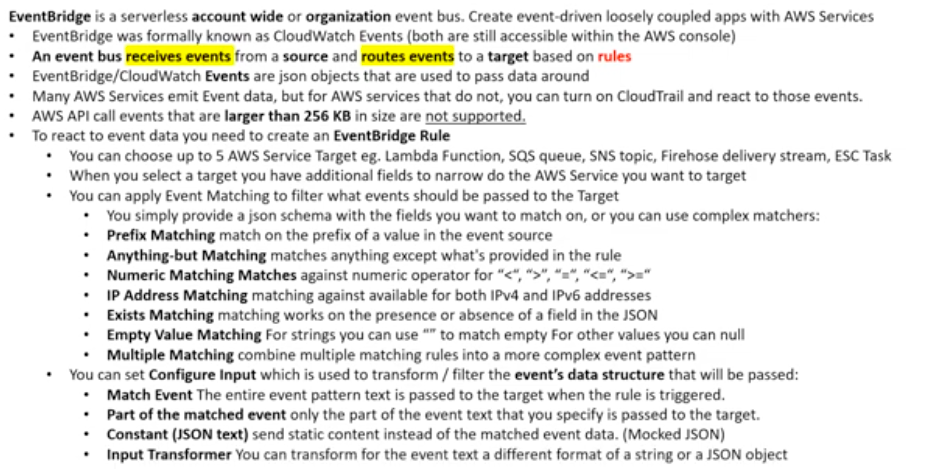 EventBridge is a serverless account wide or organization event bus. Create event-driven loosely coupled apps with AWS Services
• EventBridge was formally known as CloudWatch Events (both are still accessible within the AWS console)
• An event bus receives events from a source and routes events to a target based on rules
• EventBridge/CloudWatch Events are json objects that are used to pass data around
• Many AWS Services emit Event data, but for AWS services that do not, you can turn on CloudTrail and react to those events.
• AWS API call events that are larger than 256 KB in size are not supported.
• To react to event data you need to create an EventBridge Rule
• You can choose up to 5 AWS Service Target eg. Lambda Function, SQS queue, SNS topic, Firehose delivery stream, ESC Task
• When you select a target you have additional fields to narrow do the AWS Service you want to target
• You can apply Event Matching to filter what events should be passed to the Target
• You simply provide a json schema with the fields you want to match on, or you can use complex matchers:
• Prefix Matching match on the prefix of a value in the event source
• Anything-but Matching matches anything except what's provided in the rule
• Numeric Matching Matches against numeric operator for “<“, “>”, “=”, “<=“, “>=“
• IP Address Matching matching against available for both IPv4 and IPv6 addresses
• Exists Matching matching works on the presence or absence of a field in the JSON
• Empty Value Matching For strings you can use “” to match empty For other values you can null
• Multiple Matching combine multiple matching rules into a more complex event pattern
• You can set Configure Input which is used to transform / filter the event's data structure that will be passed:
• Match Event The entire event pattern text is passed to the target when the rule is triggered.
• Part of the matched event only the part of the event text that you specify is passed to the target.
• Constant (JSON text) send static content instead of the matched event data. (Mocked JSON)
• Input Transformer You can transform for the event text a different format of a string or a JSON object